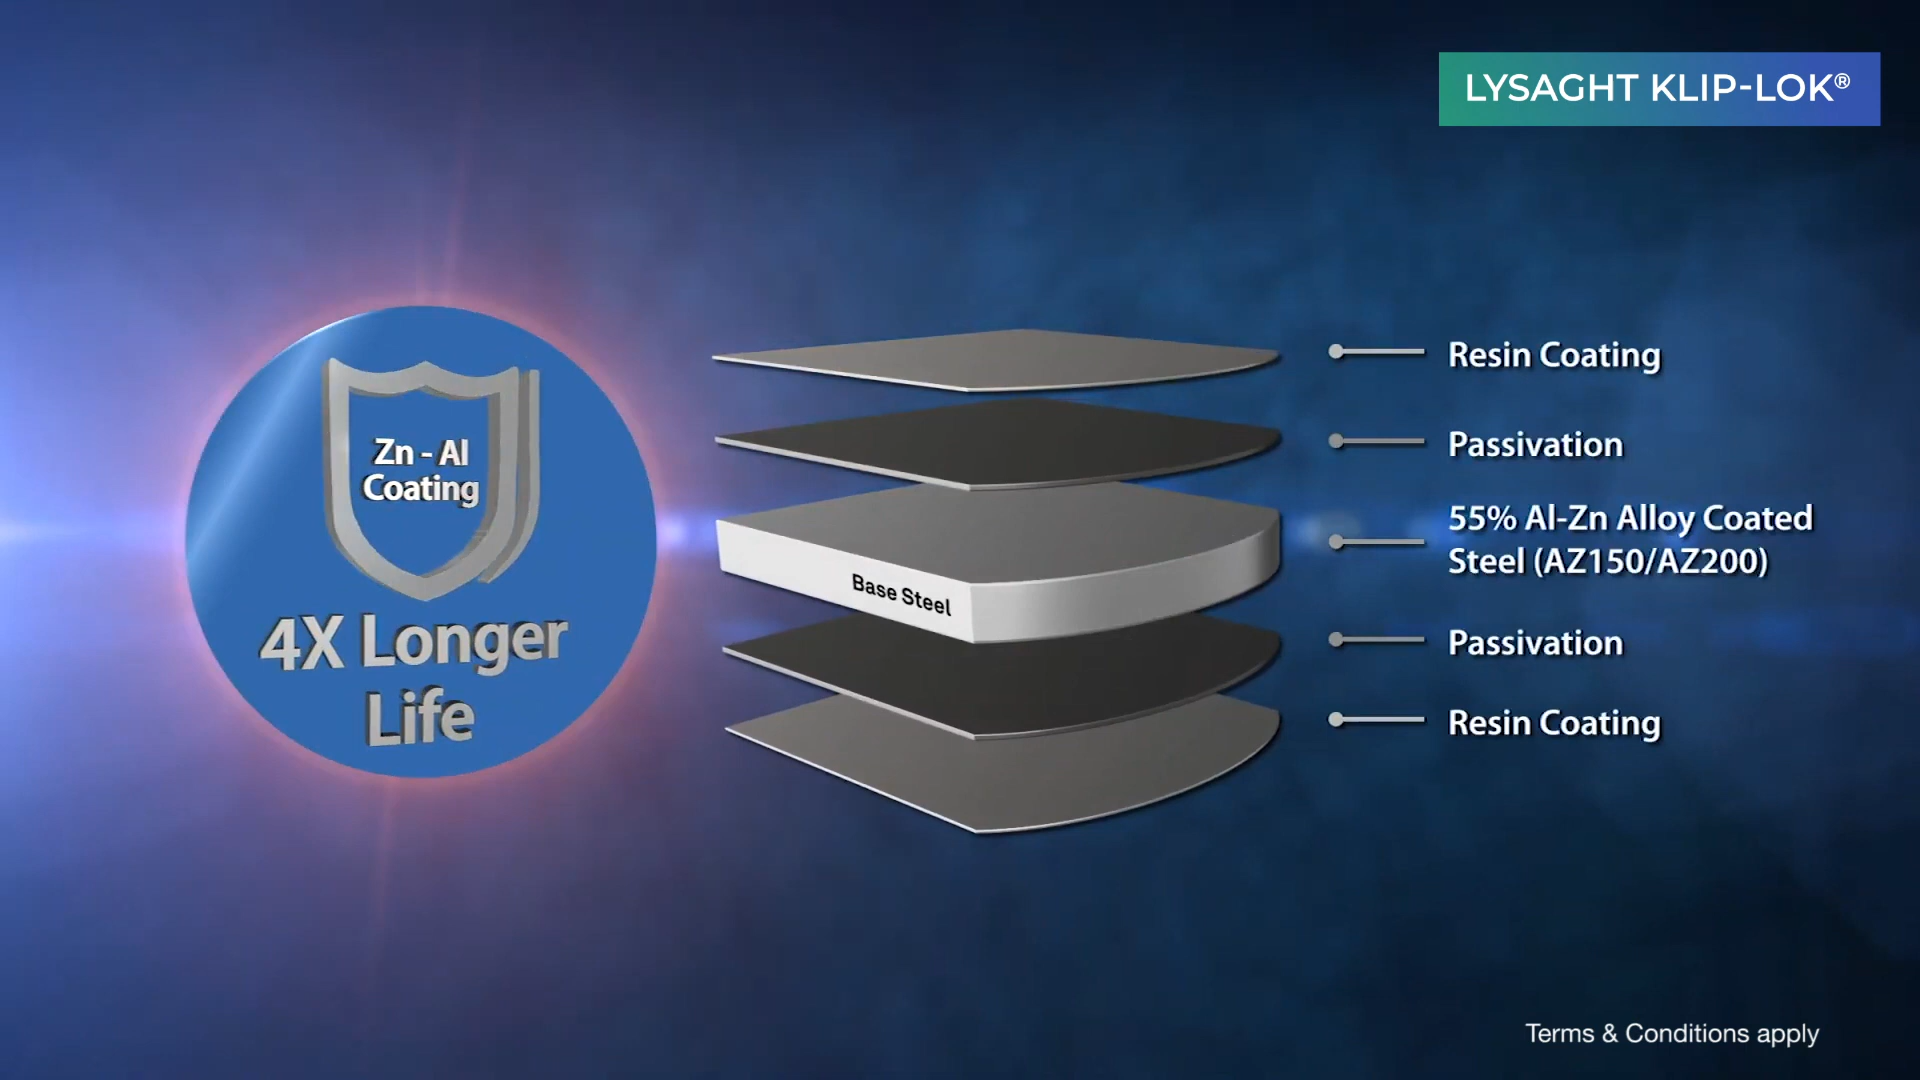 LYSAGHT KLIP-LOK®
Zn - Al
Coating
4X Longer
Life
Base Steel
Resin Coating
Passivation
55% Al-Zn Alloy Coated
Steel (AZ150/AZ200)
Passivation
Resin Coating
Terms & Conditions apply